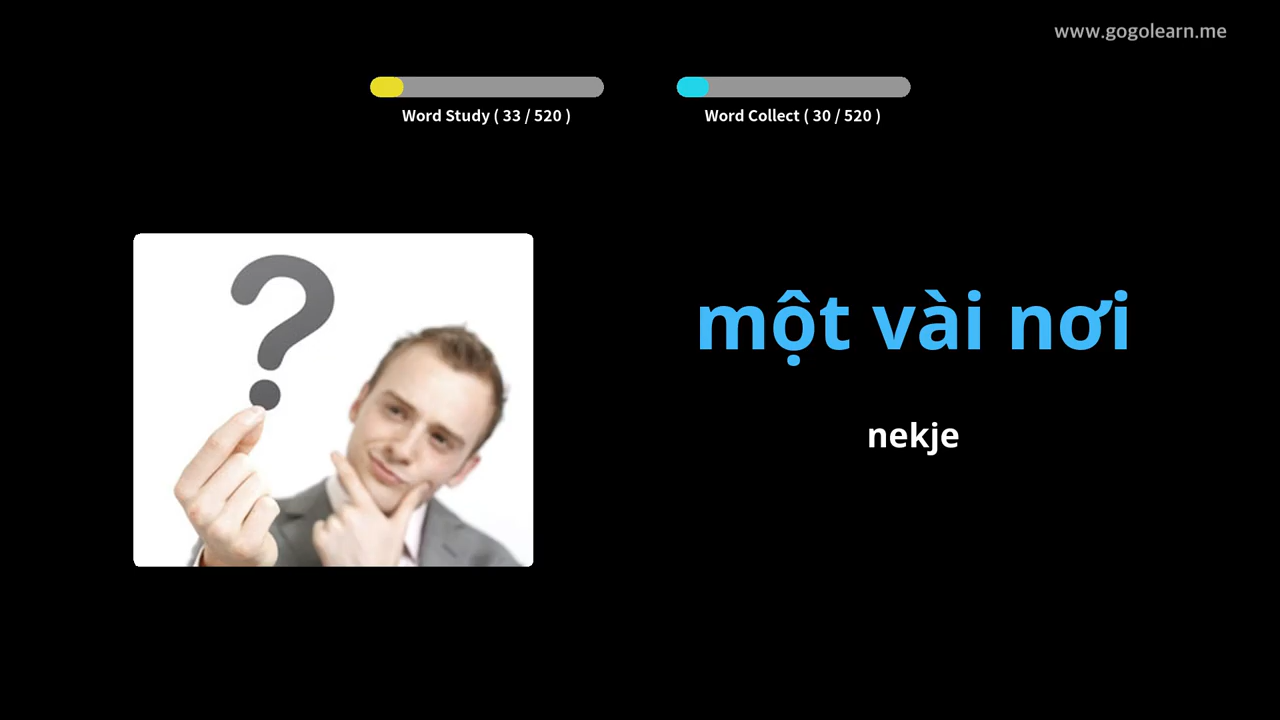 www.gogolearn.me
Word Study ( 33 / 520 )
Word Collect ( 30 / 520 )
một vài nơi
nekje